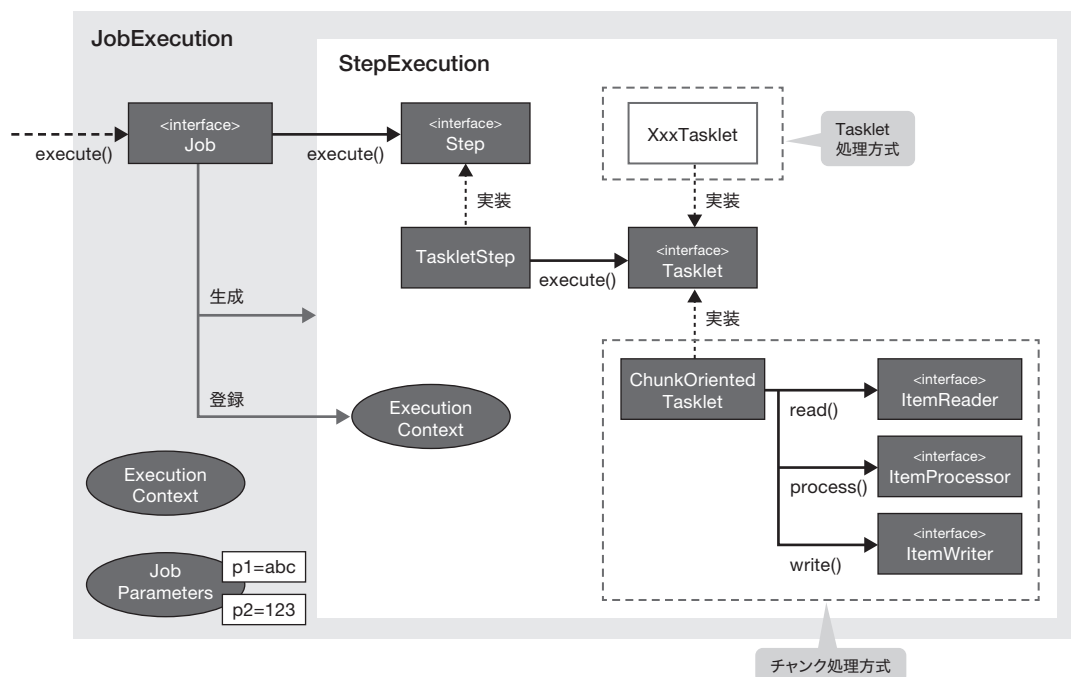 JobExecution
StepExecution
<interface>
Job
execute()
execute()
<interface>
Step
実装
TaskletStep
execute()
XxxTasklet
Tasklet
処理方式
実装
<interface>
Tasklet
実装
生成
登録
Execution
Context
Execution
Context
Job
Parameters
p1=abc
p2=123
ChunkOriented
Tasklet
read()
<interface>
ItemReader
process()
<interface>
ItemProcessor
write()
<interface>
ItemWriter
チャンク処理方式